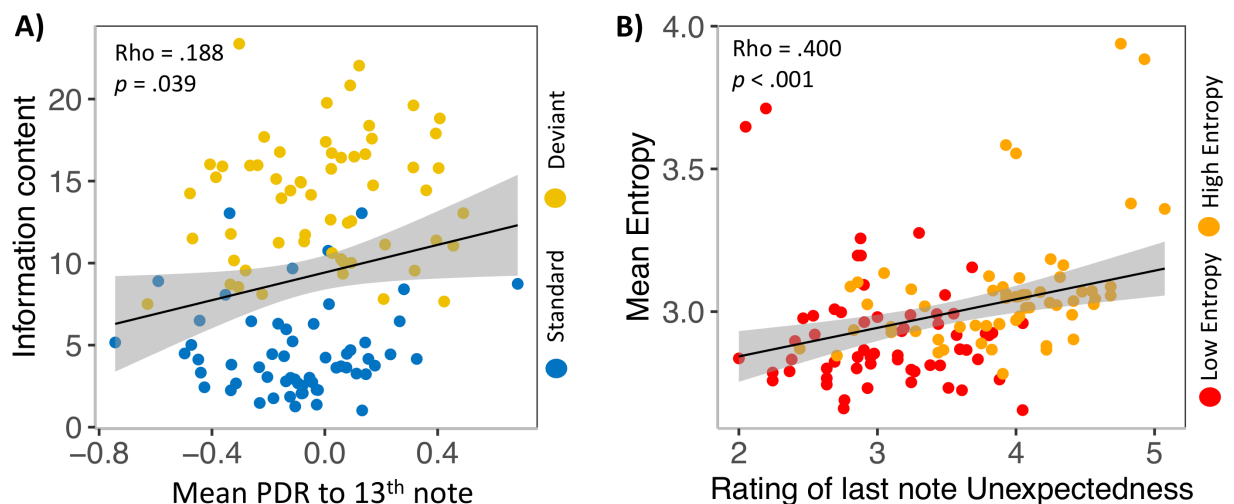 A)
Rho = .188
p = .039
Information content
20
15
10
5
0
−0.8 −0.4 0.0 0.4
Mean PDR to 13th note
Deviant
Standard
B)
Rho = .400
p < .001
Mean Entropy
4.0
3.5
3.0
2 3 4 5
Rating of last note Unexpectedness
High Entropy
Low Entropy